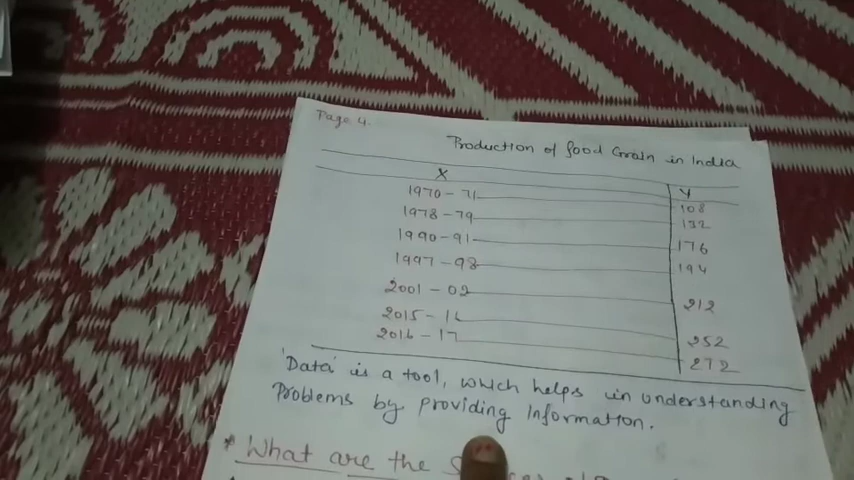 Page 4.
Production of food Grain in India
X Y
1970-71 108
1978-79 132
1990-91 176
1997-98 194
2001-02 212
2015-16 252
2016-17 272
'Data' is a tool, which helps in understanding
Problems by providing Information.
* What are the